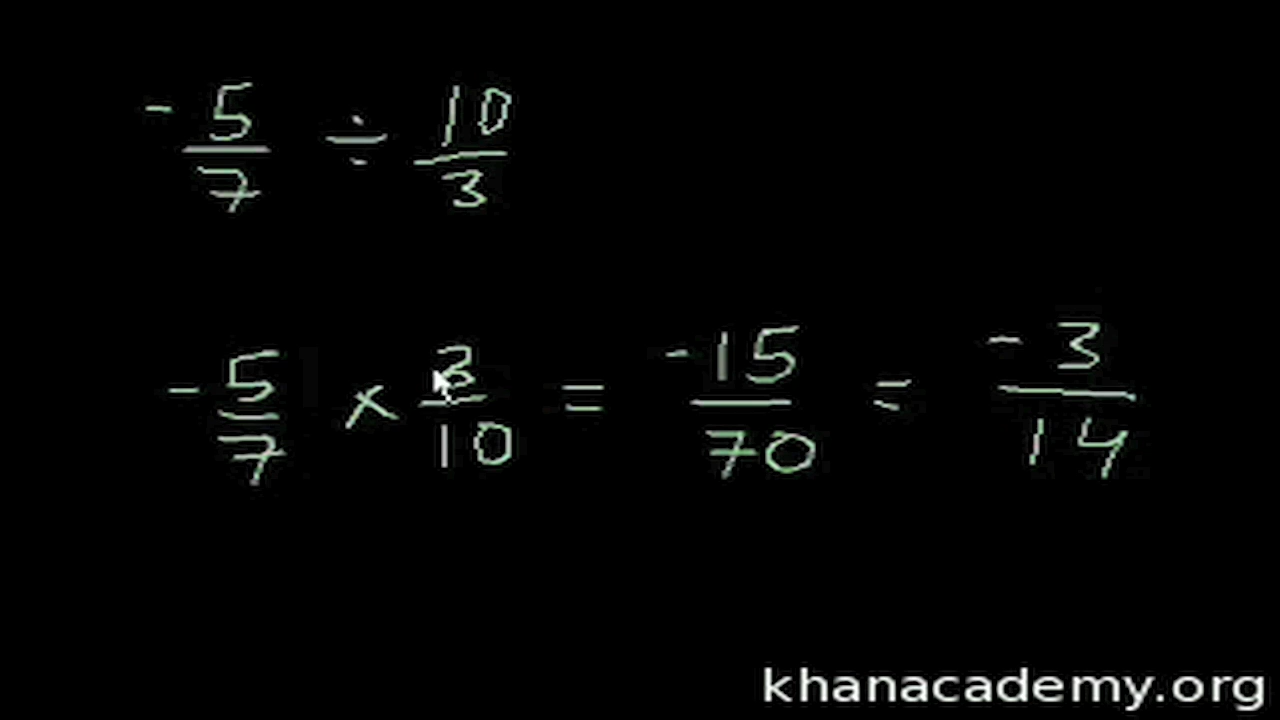 -5/7 ÷ 10/3
-5/7 × 3/10 = -15/70 = -3/14
khanacademy.org